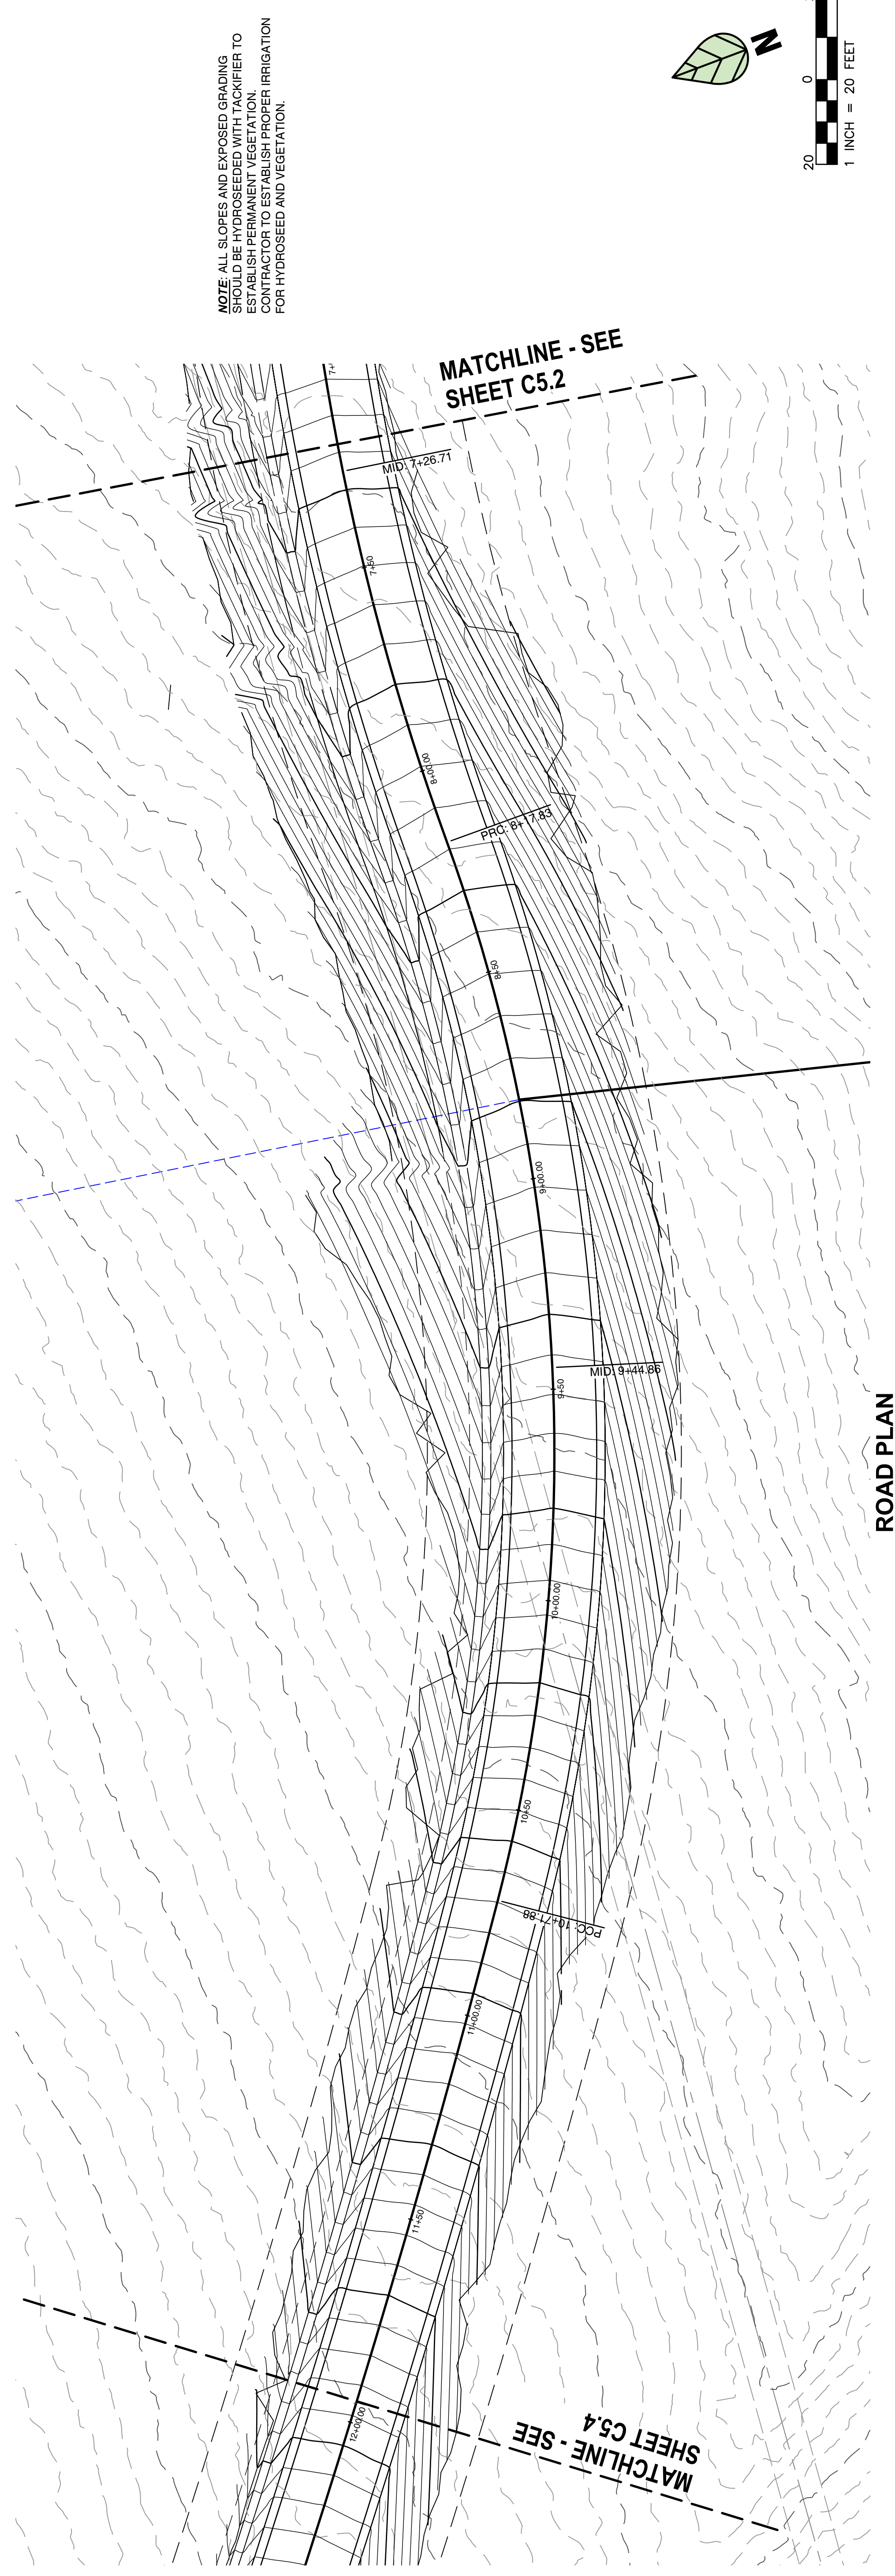 NOTE: ALL SLOPES AND EXPOSED GRADING
SHOULD BE HYDROSEEDED WITH TACKIFIER TO
ESTABLISH PERMANENT VEGETATION.
CONTRACTOR TO ESTABLISH PROPER IRRIGATION
FOR HYDROSEED AND VEGETATION.
N
20
0
1 INCH = 20 FEET
MATCHLINE - SEE
SHEET C5.2
MID: 7+26.71
7+50
8+00.00
PRC: 8+17.83
8+50
9+00.00
MID: 9+44.86
9+50
ROAD PLAN
10+00.00
10+50
PCC: 10+71.88
11+00.00
11+50
12+00.00
MATCHLINE - SEE
SHEET C5.4